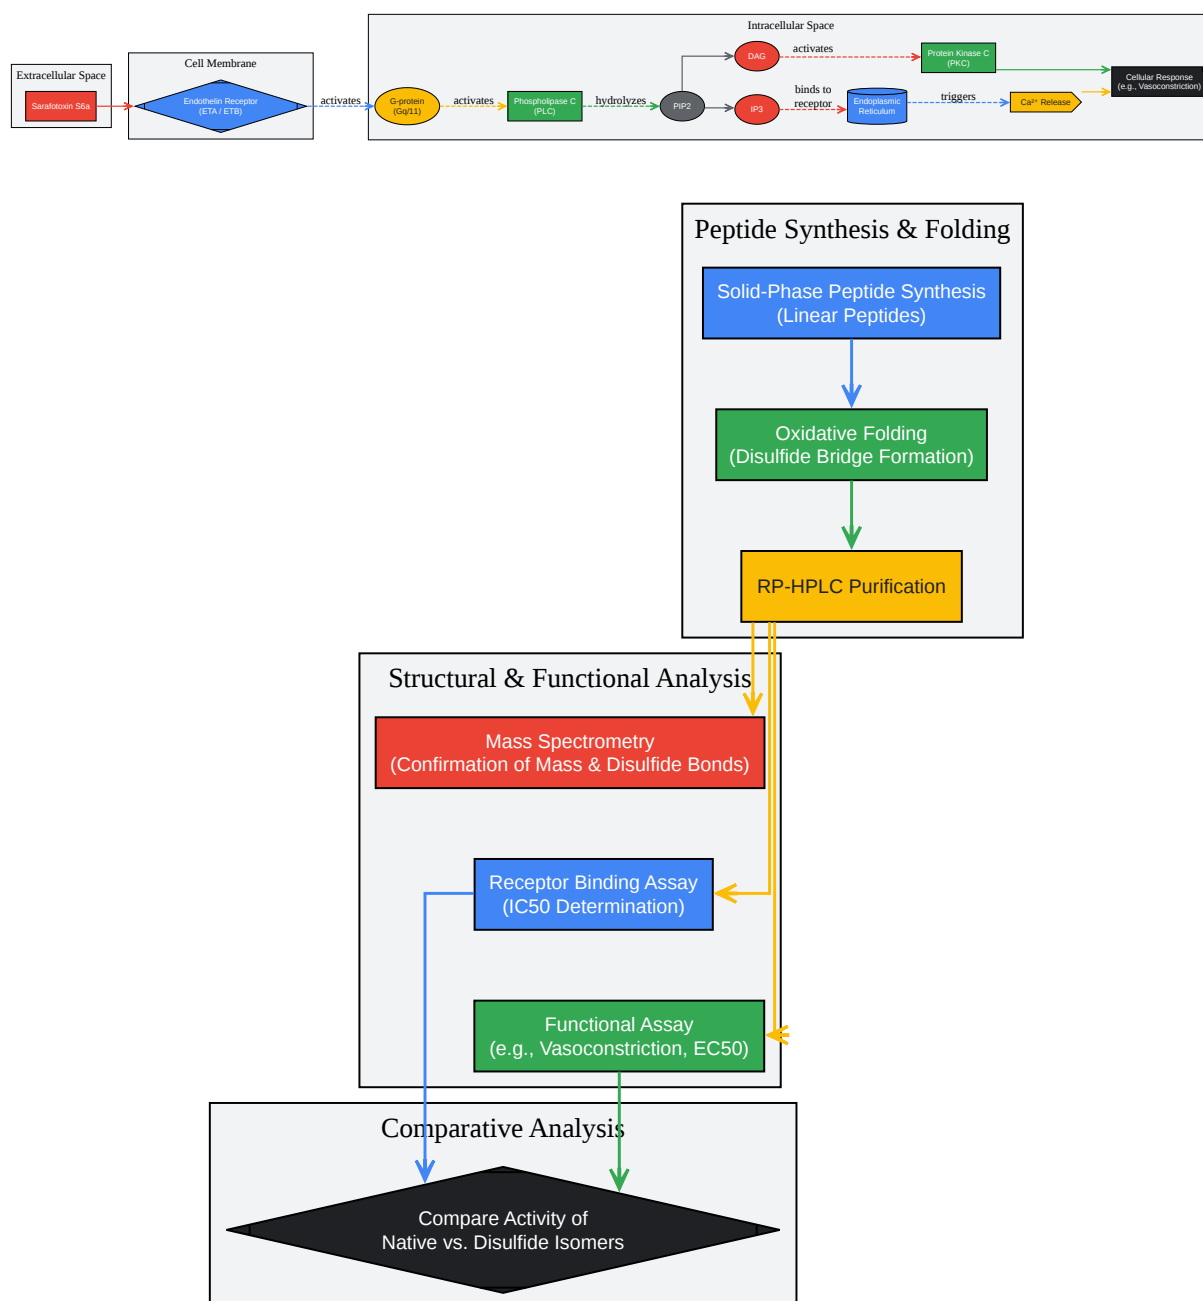 Intracellular Space
Cell Membrane
Extracellular Space
Sarafotoxin S6a
Endothelin Receptor
(ETA / ETB)
activates
G-protein
(Gq/11)
activates
Phospholipase C
(PLC)
hydrolyzes
PIP2
DAG
activates
Protein Kinase C
(PKC)
IP3
binds to
receptor
Endoplasmic
Reticulum
triggers
Ca²⁺ Release
Cellular Response
(e.g., Vasoconstriction)
Peptide Synthesis & Folding
Solid-Phase Peptide Synthesis
(Linear Peptides)
Oxidative Folding
(Disulfide Bridge Formation)
RP-HPLC Purification
Structural & Functional Analysis
Mass Spectrometry
(Confirmation of Mass & Disulfide Bonds)
Receptor Binding Assay
(IC50 Determination)
Functional Assay
(e.g., Vasoconstriction, EC50)
Comparative Analysis
Compare Activity of
Native vs. Disulfide Isomers